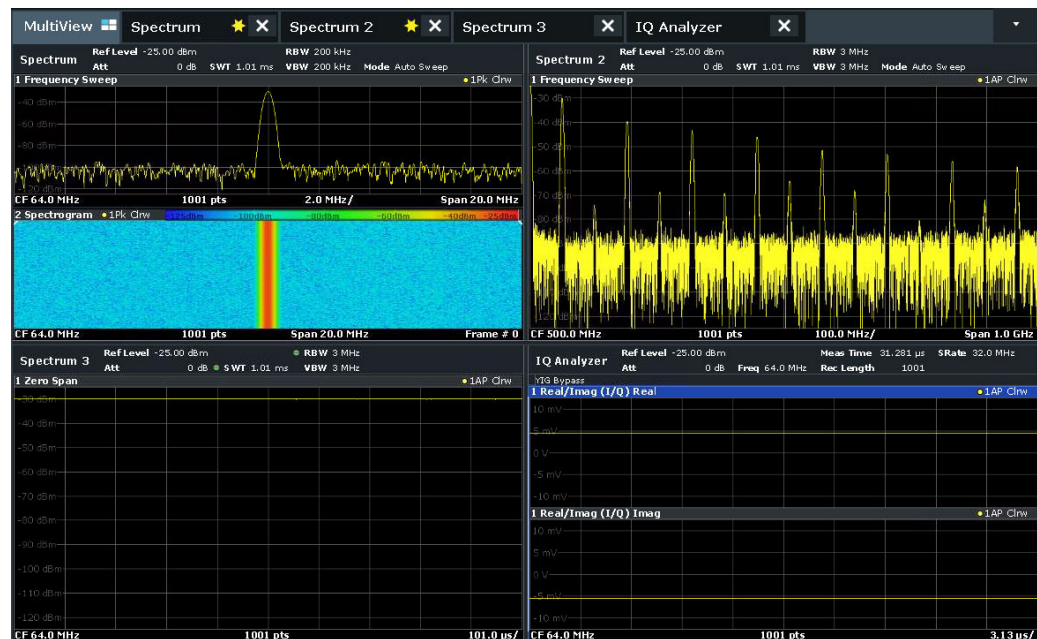 MultiView Spectrum Spectrum 2 Spectrum 3 IQ Analyzer
Spectrum
Ref Level -25.00 dBm RBW 200 kHz
Att 0 dB SWT 1.01 ms VBW 200 kHz Mode Auto Sweep
1 Frequency Sweep 1Pk Clrw
-40 dBm
-60 dBm
-80 dBm
CF 64.0 MHz 1001 pts 2.0 MHz/ Span 20.0 MHz
2 Spectrogram 1Pk Clrw -125dBm -100dBm -80dBm -60dBm -40dBm -25dBm
CF 64.0 MHz 1001 pts Span 20.0 MHz Frame # 0
Spectrum 2
Ref Level -25.00 dBm RBW 3 MHz
Att 0 dB SWT 1.01 ms VBW 3 MHz Mode Auto Sweep
1 Frequency Sweep 1AP Clrw
-30 dBm
-40 dBm
CF 500.0 MHz 1001 pts 100.0 MHz/ Span 1.0 GHz
Spectrum 3
Ref Level -25.00 dBm RBW 3 MHz
Att 0 dB SWT 1.01 ms VBW 3 MHz
1 Zero Span 1AP Clrw
-30 dBm
-40 dBm
-50 dBm
-60 dBm
-70 dBm
-80 dBm
-90 dBm
-100 dBm
-110 dBm
-120 dBm
CF 64.0 MHz 1001 pts 101.0 µs/
IQ Analyzer
Ref Level -25.00 dBm Meas Time 31.281 µs SRate 32.0 MHz
Att 0 dB Freq 64.0 MHz Rec Length 1001
YIG Bypass
1 Real/Imag (I/Q) Real 1AP Clrw
10 mV
5 mV
0 V
-5 mV
-10 mV
1 Real/Imag (I/Q) Imag 1AP Clrw
10 mV
5 mV
0 V
-5 mV
-10 mV
CF 64.0 MHz 1001 pts 3.13 µs/